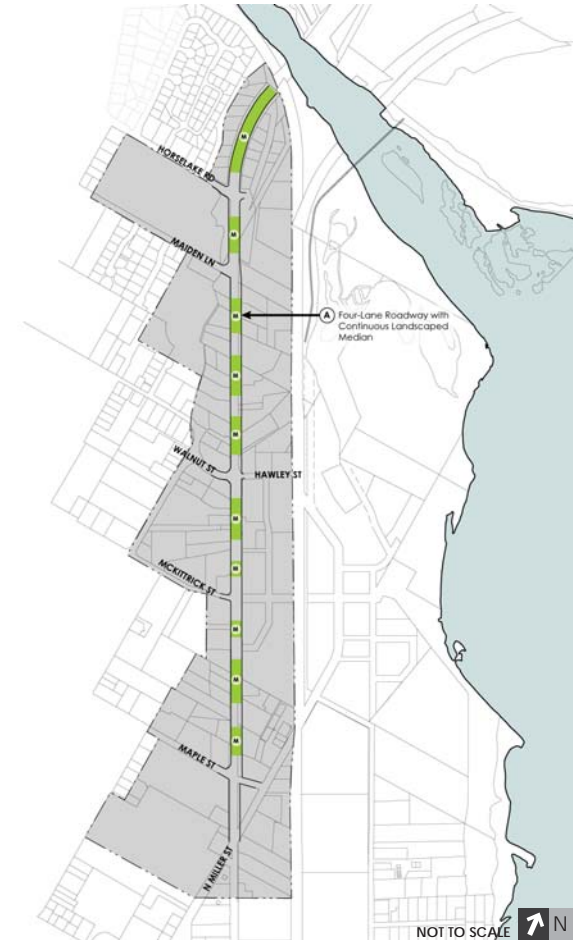 M
HORSELAKE RD
M
MAIDEN LN
M
A Four-Lane Roadway with
Continuous Landscaped
Median
M
M
WALNUT ST
HAWLEY ST
M
M
MCKITTRICK ST
M
M
M
MAPLE ST
N MILLER ST
NOT TO SCALE N